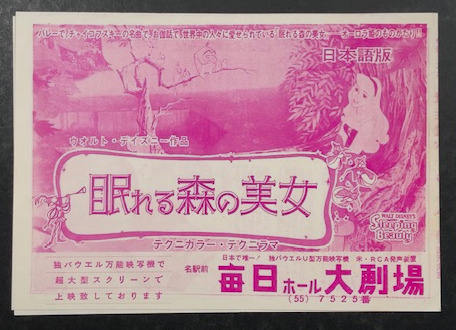 バレーで、チャイコフスキーの名曲で、お伽話で、世界中の人々に愛せられている『眠れる森の美女』――オーロラ姫のものがたり!!
日本語版
ウオルト・ディズニー作品
眠れる森の美女
テクニカラー・テクニラマ
WALT DISNEY'S
Sleeping
Beauty
独バウエル万能映写機で
超大型スクリーンで
上映致しております
日本で唯一! 独バウエルU型万能映写機 米・RCA発声装置
名駅前 毎日ホール大劇場
(55) 7525番